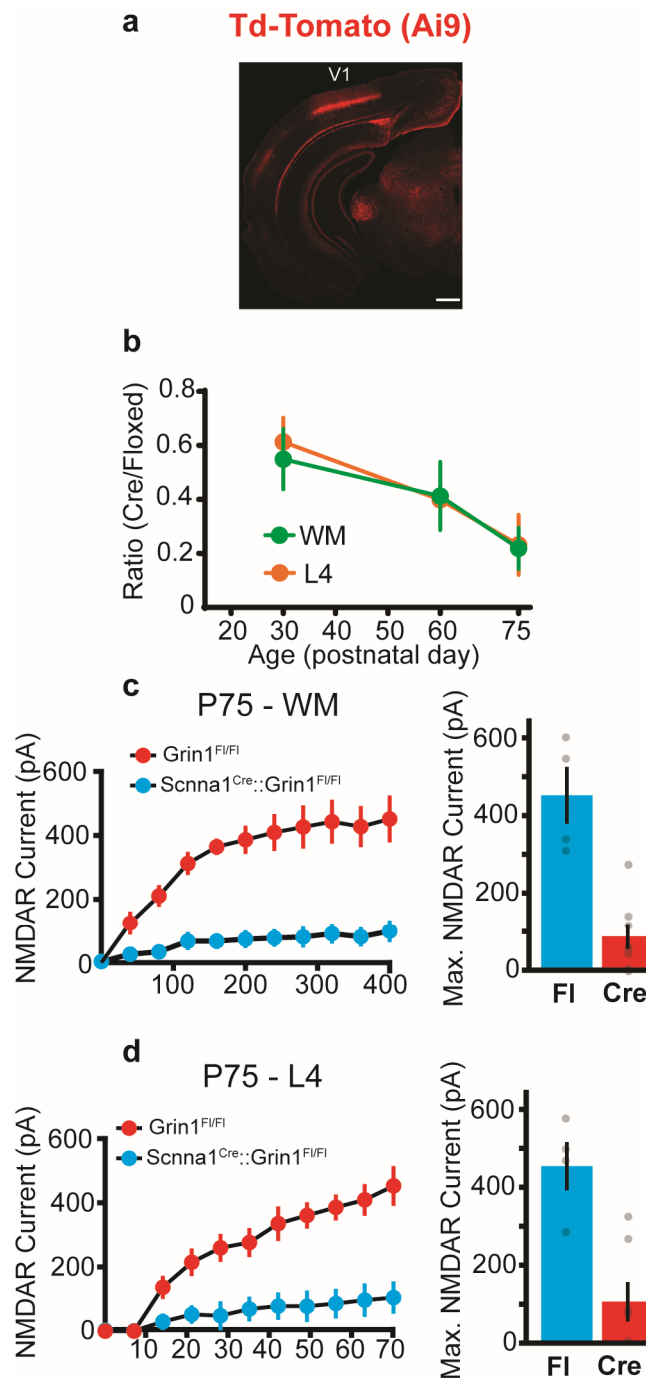 a
Td-Tomato (Ai9)
V1
b
Ratio (Cre/Floxed)
0.8
0.6
0.4
0.2
0
WM
L4
20 30 40 50 60 75
Age (postnatal day)
c
P75 - WM
Grin1Fl/Fl
Scnna1Cre::Grin1Fl/Fl
NMDAR Current (pA)
600
400
200
0
100 200 300 400
Max. NMDAR Current (pA)
600
400
200
0
Fl Cre
d
P75 - L4
Grin1Fl/Fl
Scnna1Cre::Grin1Fl/Fl
NMDAR Current (pA)
600
400
200
0
10 20 30 40 50 60 70
Max. NMDAR Current (pA)
600
400
200
0
Fl Cre